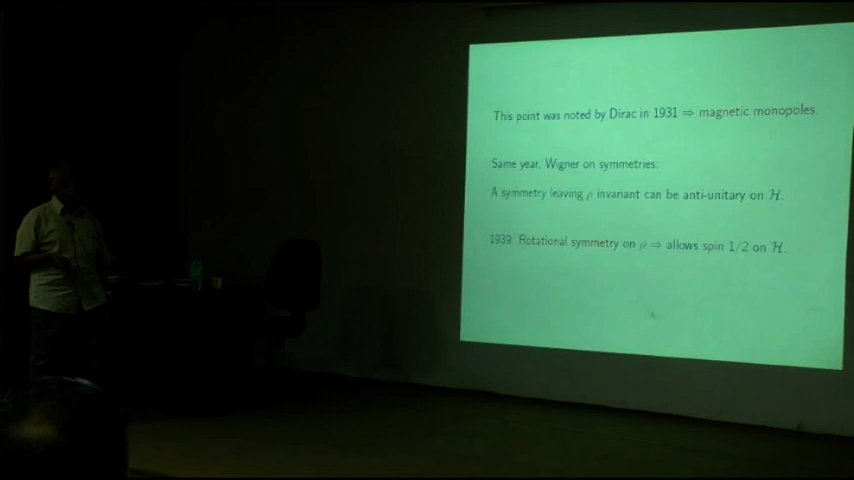 This point was noted by Dirac in 1931 ⇒ magnetic monopoles.
Same year, Wigner on symmetries:
A symmetry leaving ρ invariant can be anti-unitary on ℋ.
1939: Rotational symmetry on ρ ⇒ allows spin 1/2 on ℋ.